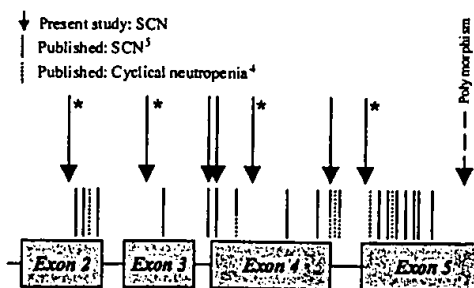 Present study: SCN
Published: SCN5
Published: Cyclical neutropenia4
Polymorphism
* * * *
Exon 2 Exon 3 Exon 4 Exon 5